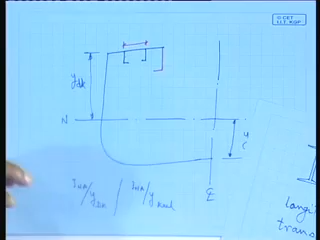 © CET
I.I.T. KGP
y_dk
N
I_NA/y_dk / I_NA/y_keel
℄
longi
trans